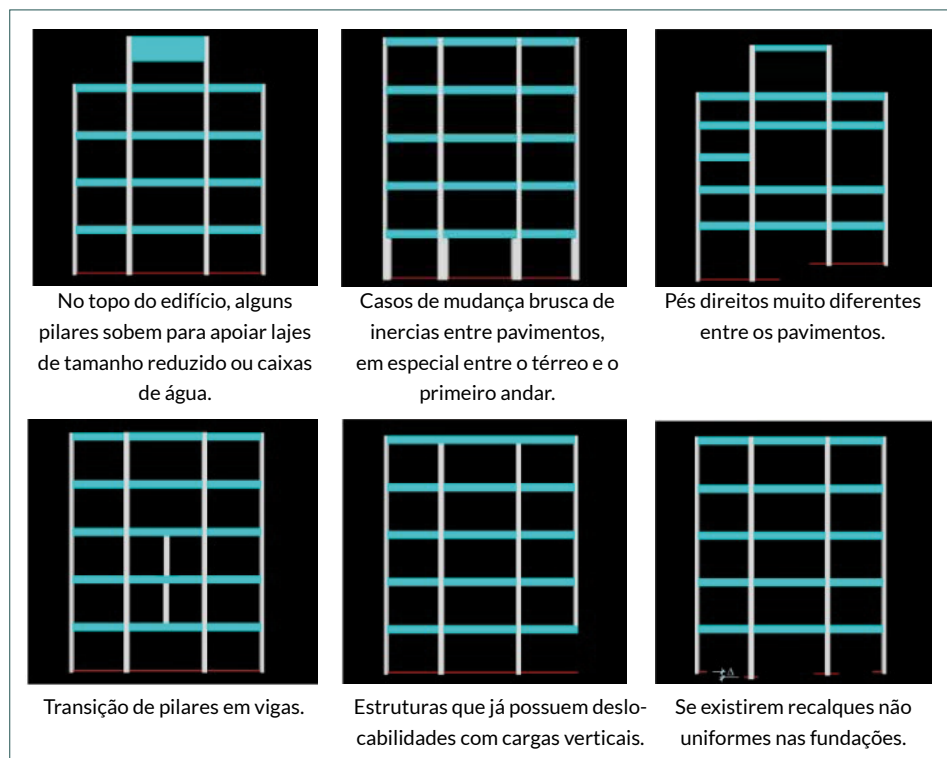 No topo do edifício, alguns
pilares sobem para apoiar lajes
de tamanho reduzido ou caixas
de água.
Casos de mudança brusca de
inercias entre pavimentos,
em especial entre o térreo e o
primeiro andar.
Pés direitos muito diferentes
entre os pavimentos.
Δ
Transição de pilares em vigas.
Estruturas que já possuem deslo-
cabilidades com cargas verticais.
Se existirem recalques não
uniformes nas fundações.